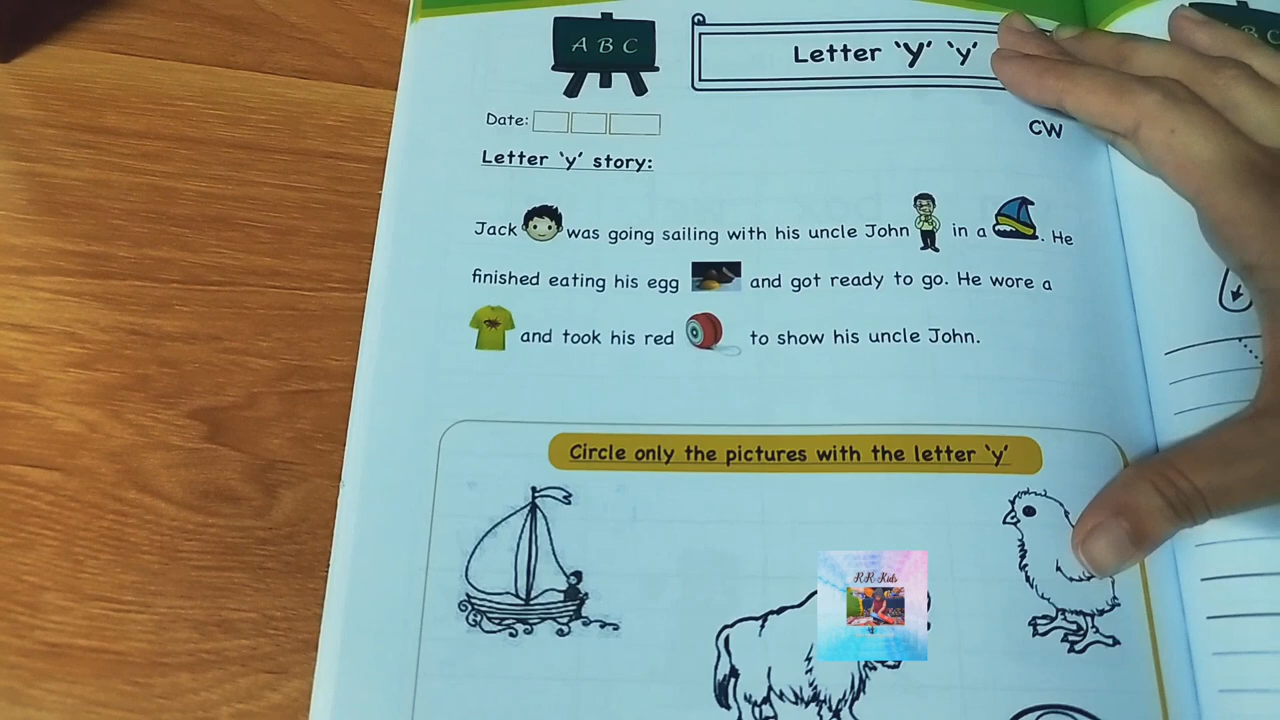 A B C
Letter 'Y' 'y'
Date:
CW
Letter 'y' story:
Jack was going sailing with his uncle John in a . He
finished eating his egg and got ready to go. He wore a
and took his red to show his uncle John.
Circle only the pictures with the letter 'y'
R.R Kids